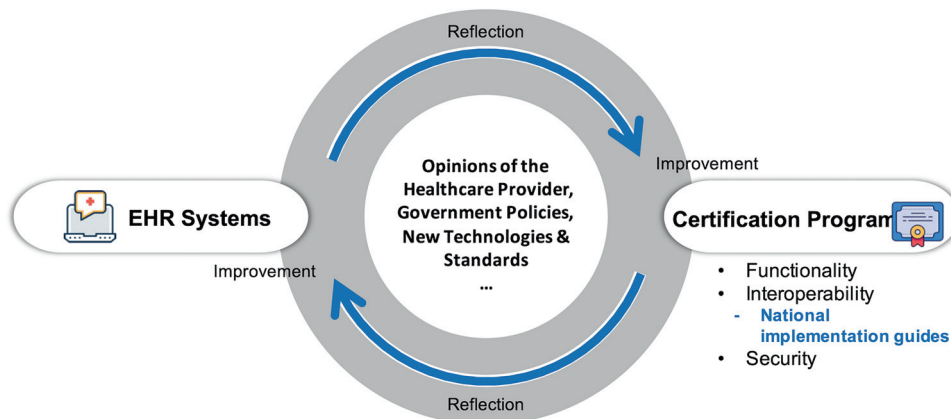 Reflection
Improvement
Opinions of the
Healthcare Provider,
Government Policies,
New Technologies &
Standards
...
EHR Systems
Certification Program
Improvement
• Functionality
• Interoperability
- National
implementation guides
• Security
Reflection